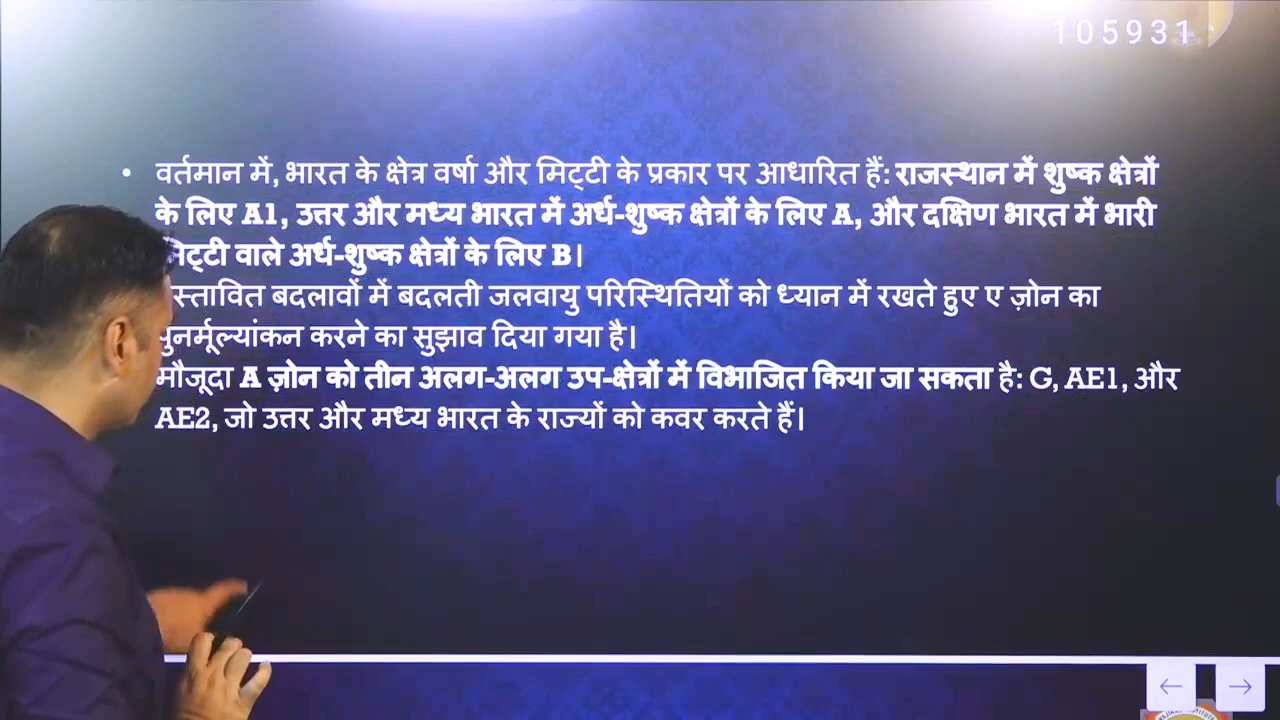 105931
• वर्तमान में, भारत के क्षेत्र वर्षा और मिट्टी के प्रकार पर आधारित हैं: राजस्थान में शुष्क क्षेत्रों
के लिए A1, उत्तर और मध्य भारत में अर्ध-शुष्क क्षेत्रों के लिए A, और दक्षिण भारत में भारी
वाले अर्ध-शुष्क क्षेत्रों के लिए B।
बदलावों में बदलती जलवायु परिस्थितियों को ध्यान में रखते हुए ए ज़ोन का
पुनर्मूल्यांकन करने का सुझाव दिया गया है।
मौजूदा A ज़ोन को तीन अलग-अलग उप-क्षेत्रों में विभाजित किया जा सकता है: G, AE1, और
AE2, जो उत्तर और मध्य भारत के राज्यों को कवर करते हैं।
← →